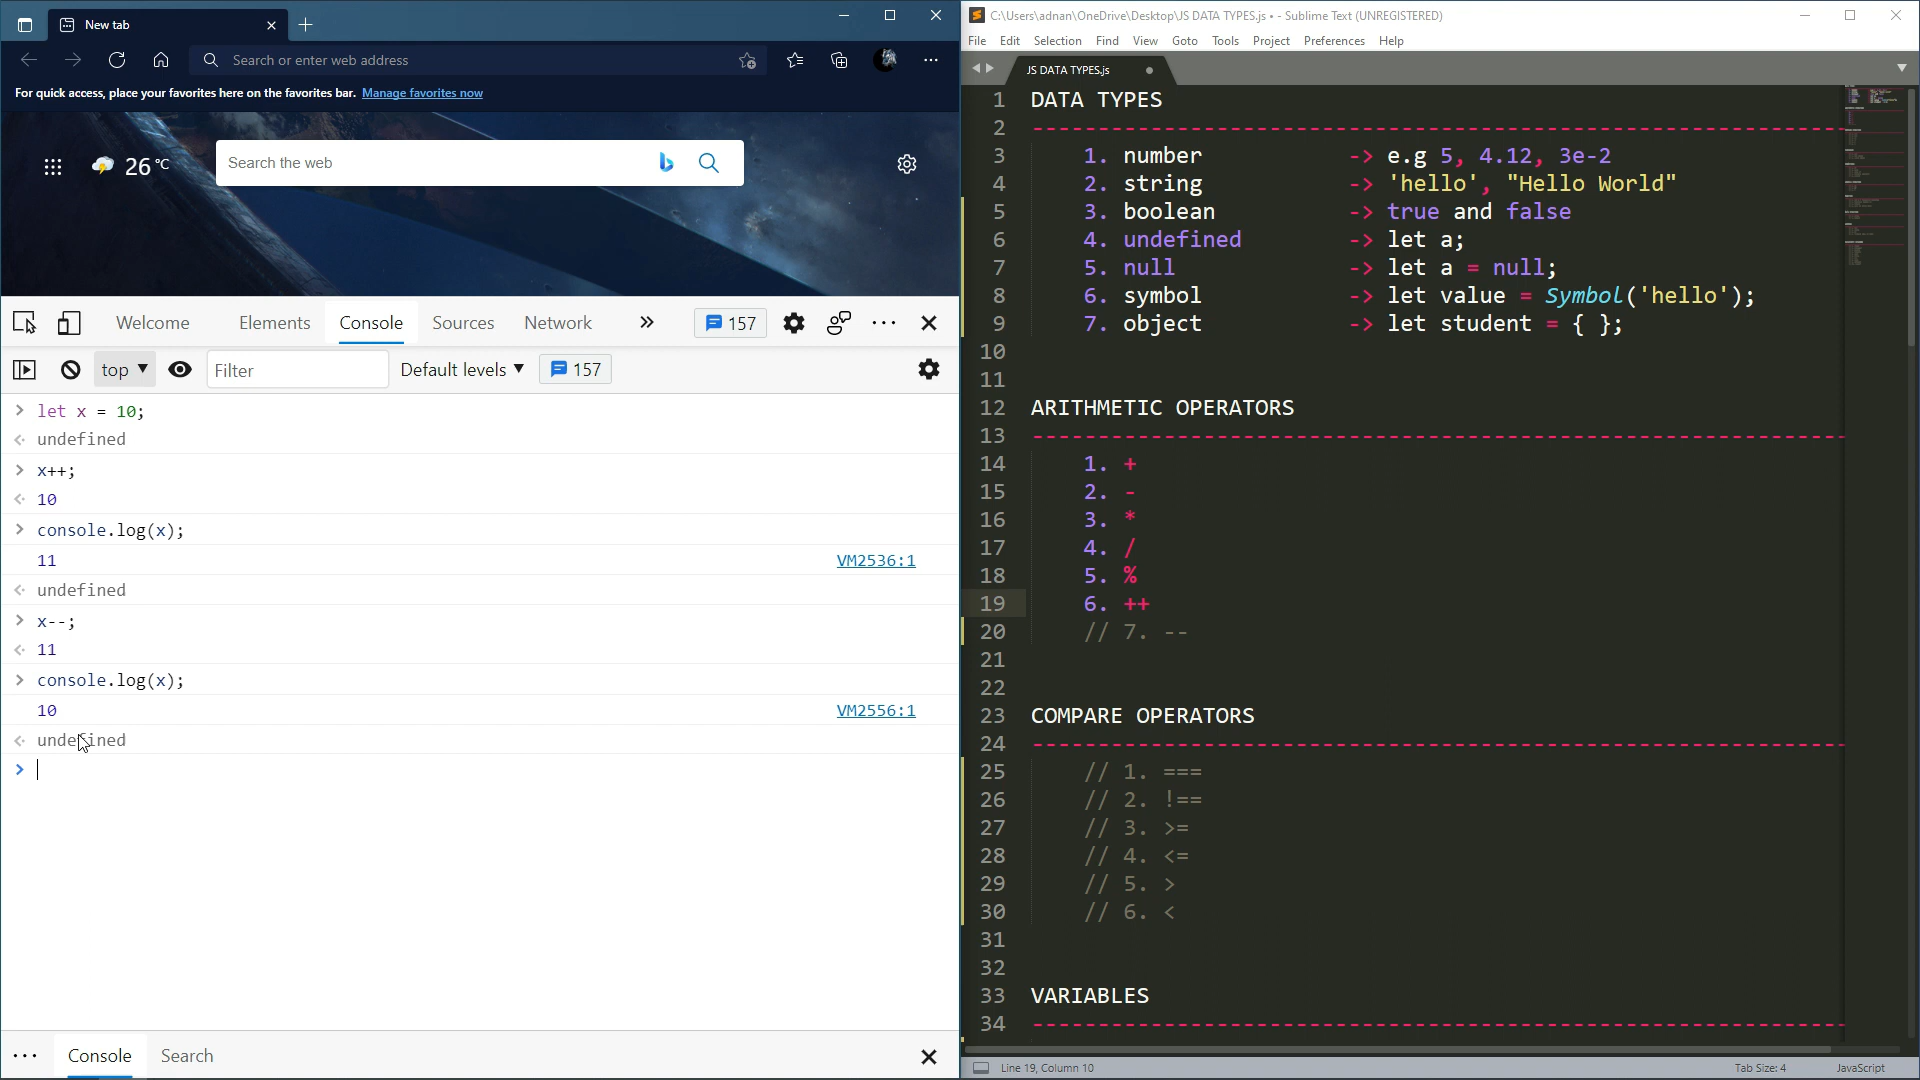 New tab
Search or enter web address
For quick access, place your favorites here on the favorites bar. Manage favorites now
26 °C
Search the web
Welcome Elements Console Sources Network 157
top Filter Default levels 157
let x = 10;
undefined
x++;
10
console.log(x);
11 VM2536:1
undefined
x--;
11
console.log(x);
10 VM2556:1
undefined
Console Search
C:\Users\adnan\OneDrive\Desktop\JS DATA TYPES.js • - Sublime Text (UNREGISTERED)
File Edit Selection Find View Goto Tools Project Preferences Help
JS DATA TYPES.js
1 DATA TYPES
2 --------------------------------------------------------------
3 1. number -> e.g 5, 4.12, 3e-2
4 2. string -> 'hello', "Hello World"
5 3. boolean -> true and false
6 4. undefined -> let a;
7 5. null -> let a = null;
8 6. symbol -> let value = Symbol('hello');
9 7. object -> let student = { };
10
11
12 ARITHMETIC OPERATORS
13 --------------------------------------------------------------
14 1. +
15 2. -
16 3. *
17 4. /
18 5. %
19 6. ++
20 // 7. --
21
22
23 COMPARE OPERATORS
24 --------------------------------------------------------------
25 // 1. ===
26 // 2. !==
27 // 3. >=
28 // 4. <=
29 // 5. >
30 // 6. <
31
32
33 VARIABLES
34 --------------------------------------------------------------
Line 19, Column 10 Tab Size: 4 JavaScript